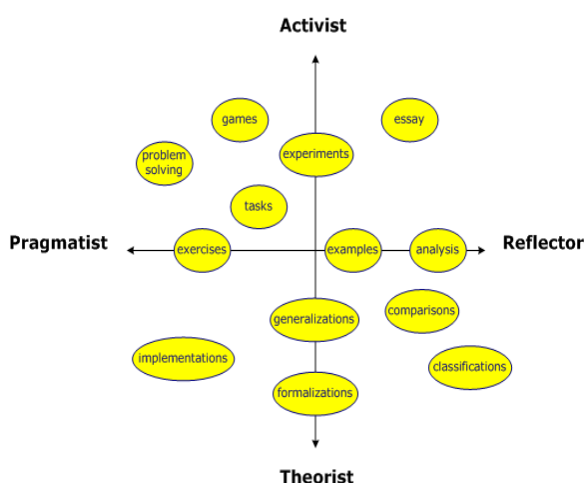 Activist
games
essay
experiments
problem
solving
tasks
Pragmatist
exercises
examples
analysis
Reflector
generalizations
comparisons
implementations
classifications
formalizations
Theorist